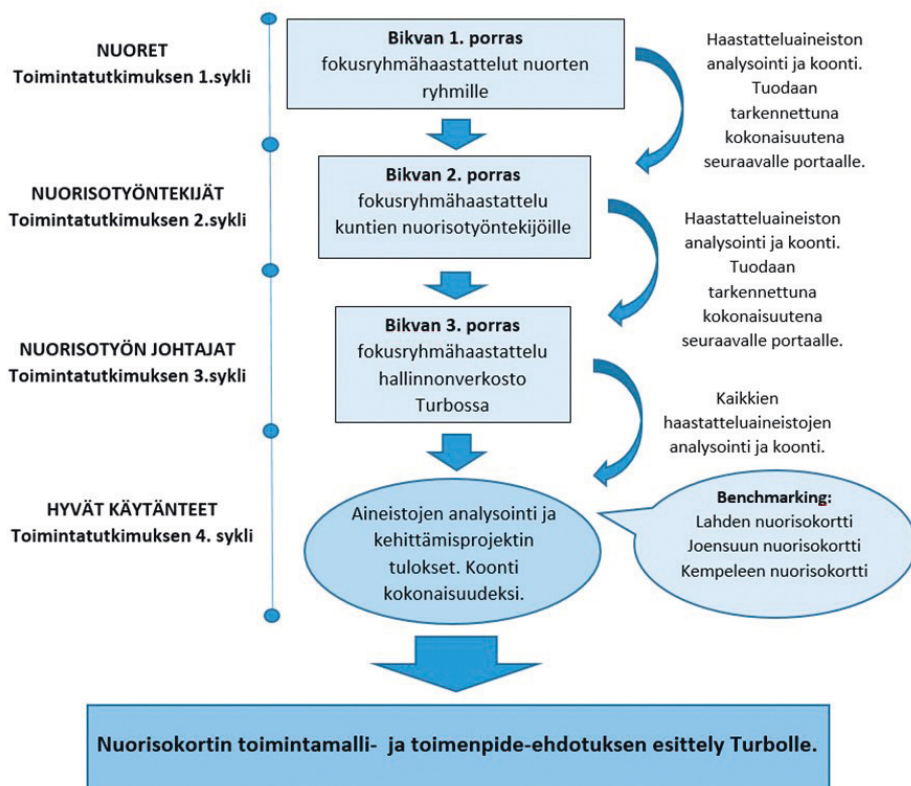 NUORET
Toimintatutkimuksen 1.sykli
Bikvan 1. porras
fokusryhmähaastattelut nuorten
ryhmille
Haastatteluaineiston
analysointi ja koonti.
Tuodaan
tarkennettuna
kokonaisuutena
seuraavalle portaalle.
NUORISOTYÖNTEKIJÄT
Toimintatutkimuksen 2.sykli
Bikvan 2. porras
fokusryhmähaastattelu
kuntien nuorisotyöntekijöille
Haastatteluaineiston
analysointi ja koonti.
Tuodaan
tarkennettuna
kokonaisuutena
seuraavalle portaalle.
NUORISOTYÖN JOHTAJAT
Toimintatutkimuksen 3.sykli
Bikvan 3. porras
fokusryhmähaastattelu
hallinnonverkosto
Turbossa
Kaikkien
haastatteluaineistojen
analysointi ja koonti.
HYVÄT KÄYTÄNTEET
Toimintatutkimuksen 4. sykli
Aineistojen analysointi ja
kehittämisprojektin
tulokset. Koonti
kokonaisuudeksi.
Benchmarking:
Lahden nuorisokortti
Joensuun nuorisokortti
Kempeleen nuorisokortti
Nuorisokortin toimintamalli- ja toimenpide-ehdotuksen esittely Turbolle.